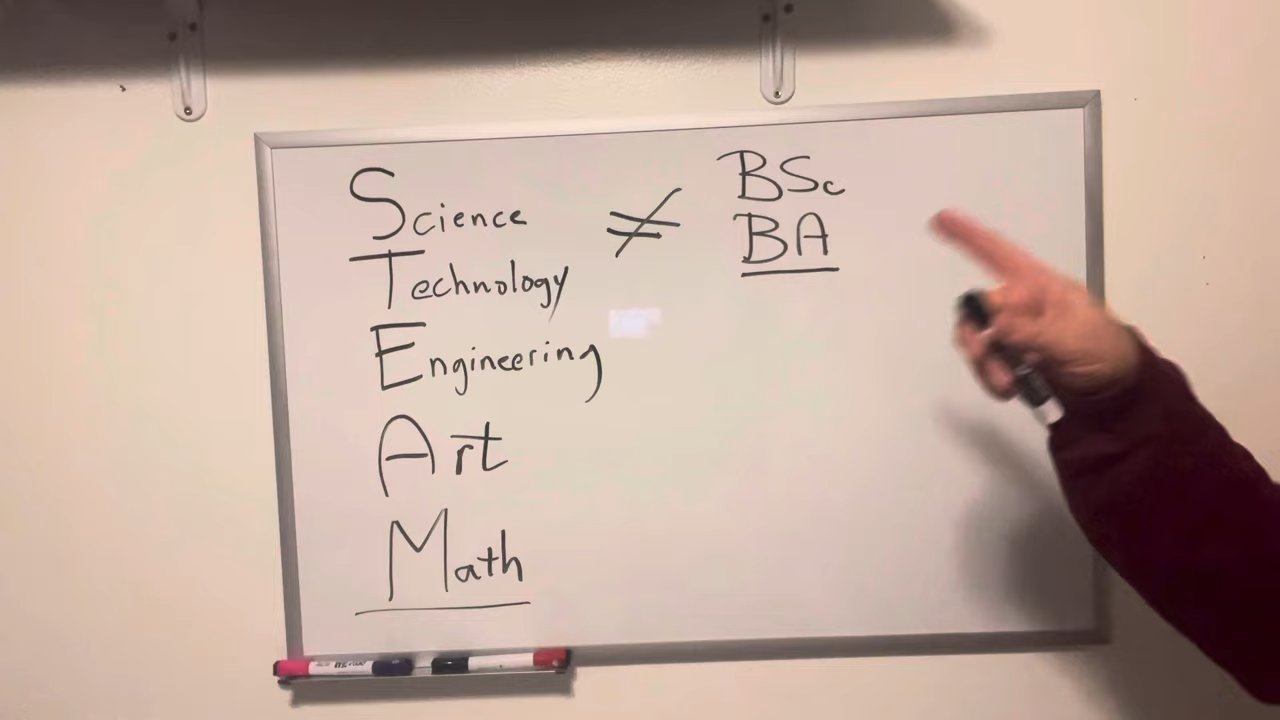 Science ≠ BSc
BA
Technology
Engineering
Art
Math